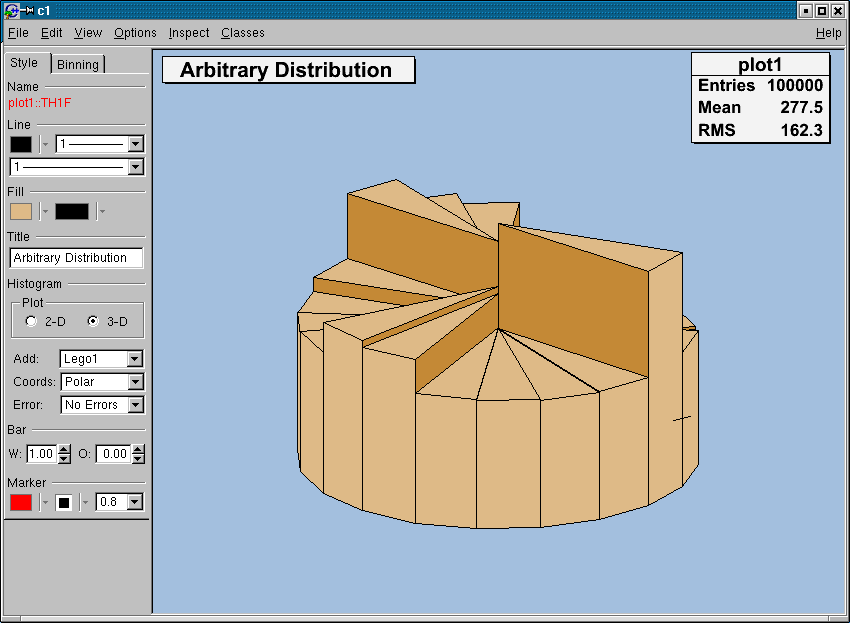 c1
File Edit View Options Inspect Classes Help
Style Binning
Name
plot1::TH1F
Line
1
1
Fill
Title
Arbitrary Distribution
Histogram
Plot
2-D 3-D
Add: Lego1
Coords: Polar
Error: No Errors
Bar
W: 1.00 O: 0.00
Marker
0.8
Arbitrary Distribution
plot1
Entries 100000
Mean 277.5
RMS 162.3